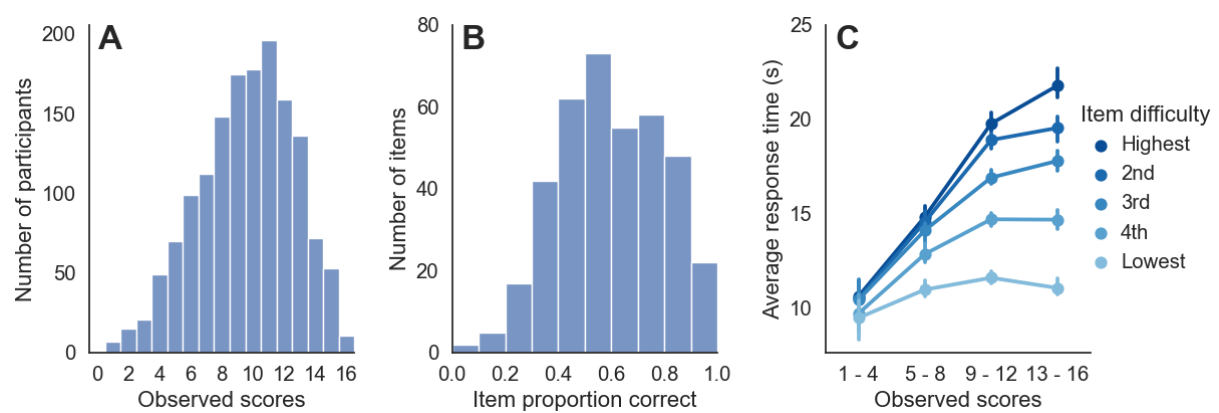 A
Number of participants
200
150
100
50
0
0 2 4 6 8 10 12 14 16
Observed scores
B
Number of items
80
60
40
20
0
0.0 0.2 0.4 0.6 0.8 1.0
Item proportion correct
C
Average response time (s)
25
20
15
10
1 - 4 5 - 8 9 - 12 13 - 16
Observed scores
Item difficulty
Highest
2nd
3rd
4th
Lowest